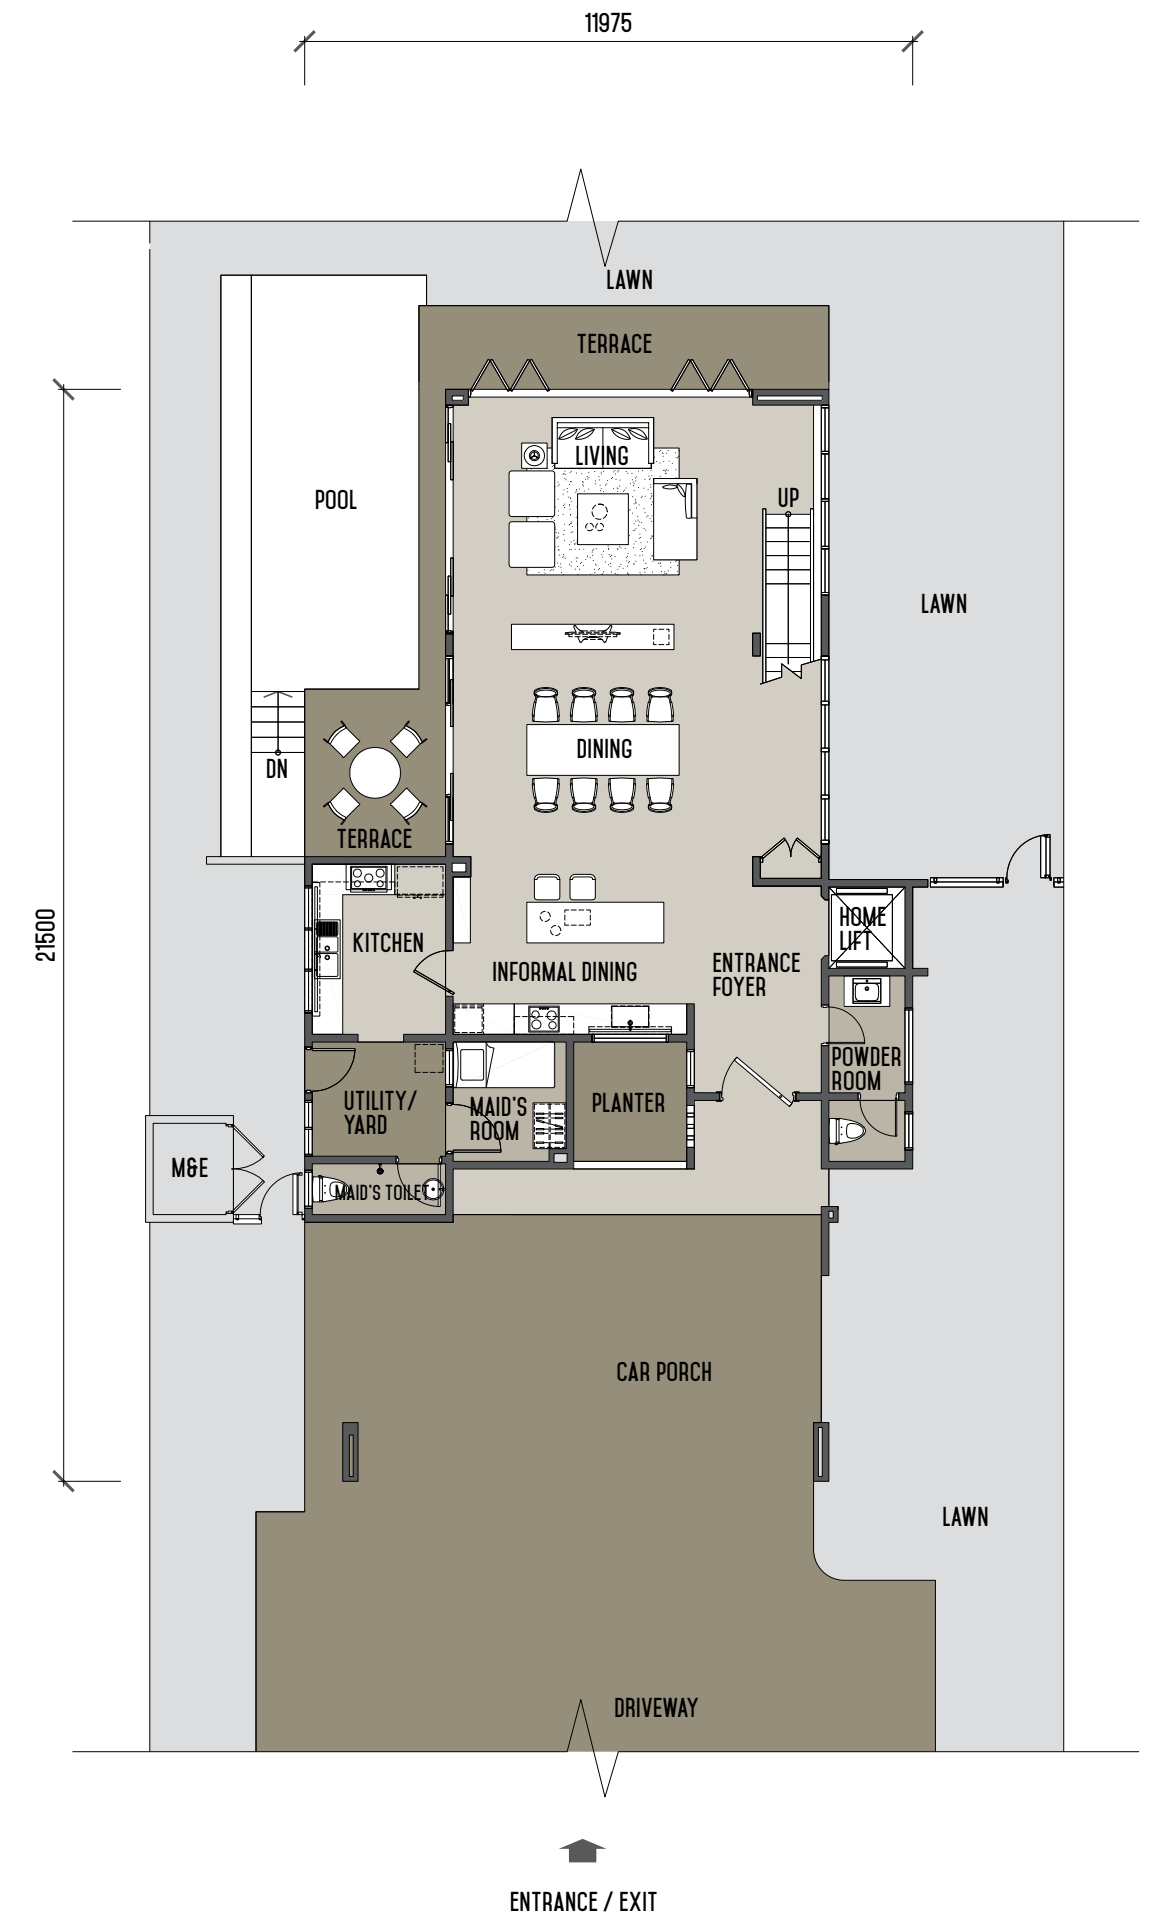 11975
LAWN
TERRACE
LIVING
POOL
UP
LAWN
DINING
DN
TERRACE
21500
HOME
LIFT
KITCHEN
INFORMAL DINING
ENTRANCE
FOYER
POWDER
ROOM
UTILITY/
YARD
MAID'S
ROOM
PLANTER
M&E
MAID'S TOILET
CAR PORCH
LAWN
DRIVEWAY
ENTRANCE / EXIT